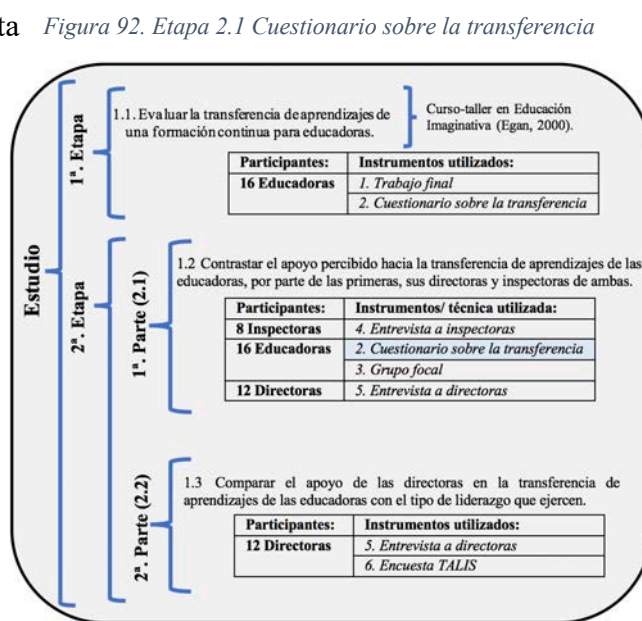 ta
Figura 92. Etapa 2.1 Cuestionario sobre la transferencia
Estudio
1ª. Etapa
1.1. Evaluar la transferencia de aprendizajes de
una formación continua para educadoras.
Curso-taller en Educación
Imaginativa (Egan, 2000).
Participantes: Instrumentos utilizados:
16 Educadoras 1. Trabajo final
2. Cuestionario sobre la transferencia
2ª. Etapa
1ª. Parte (2.1)
1.2 Contrastar el apoyo percibido hacia la transferencia de aprendizajes de las
educadoras, por parte de las primeras, sus directoras y inspectoras de ambas.
Participantes: Instrumentos/ técnica utilizada:
8 Inspectoras 4. Entrevista a inspectoras
16 Educadoras 2. Cuestionario sobre la transferencia
3. Grupo focal
12 Directoras 5. Entrevista a directoras
2ª. Parte (2.2)
1.3 Comparar el apoyo de las directoras en la transferencia de
aprendizajes de las educadoras con el tipo de liderazgo que ejercen.
Participantes: Instrumentos utilizados:
12 Directoras 5. Entrevista a directoras
6. Encuesta TALIS